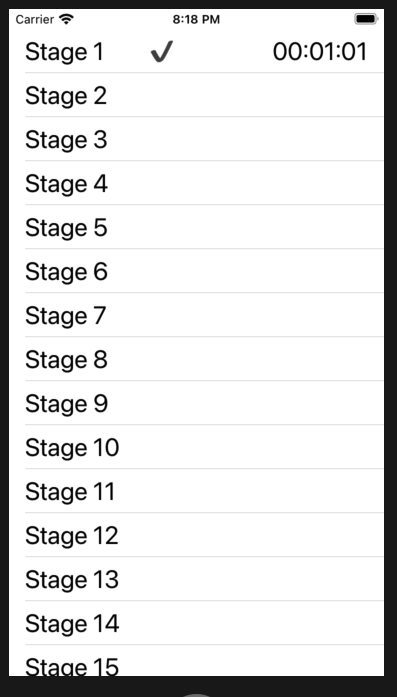 Carrier 8:18 PM
Stage 1 ✔ 00:01:01
Stage 2
Stage 3
Stage 4
Stage 5
Stage 6
Stage 7
Stage 8
Stage 9
Stage 10
Stage 11
Stage 12
Stage 13
Stage 14
Stage 15